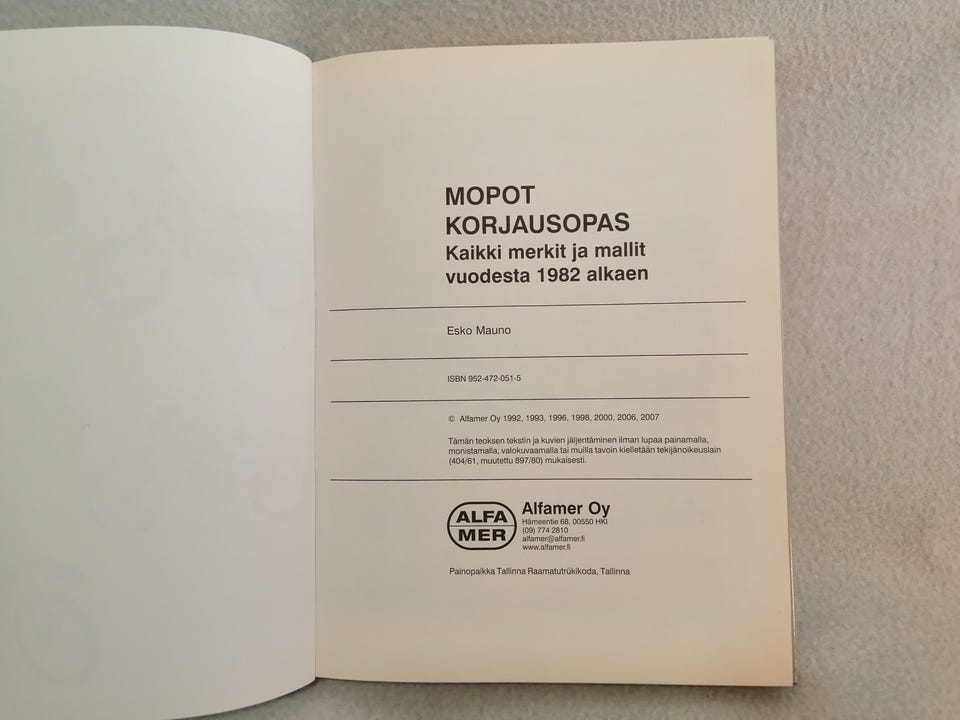 MOPOT
KORJAUSOPAS
Kaikki merkit ja mallit
vuodesta 1982 alkaen
Esko Mauno
ISBN 952-472-051-5
© Alfamer Oy 1992, 1993, 1996, 1998, 2000, 2006, 2007
Tämän teoksen tekstin ja kuvien jäljentäminen ilman lupaa painamalla,
monistamalla, valokuvaamalla tai muilla tavoin kielletään tekijänoikeuslain
(404/61, muutettu 897/80) mukaisesti.
ALFA
MER
Alfamer Oy
Hämeentie 68, 00550 HKI
(09) 774 2810
alfamer@alfamer.fi
www.alfamer.fi
Painopaikka Tallinna Raamatutrükikoda, Tallinna